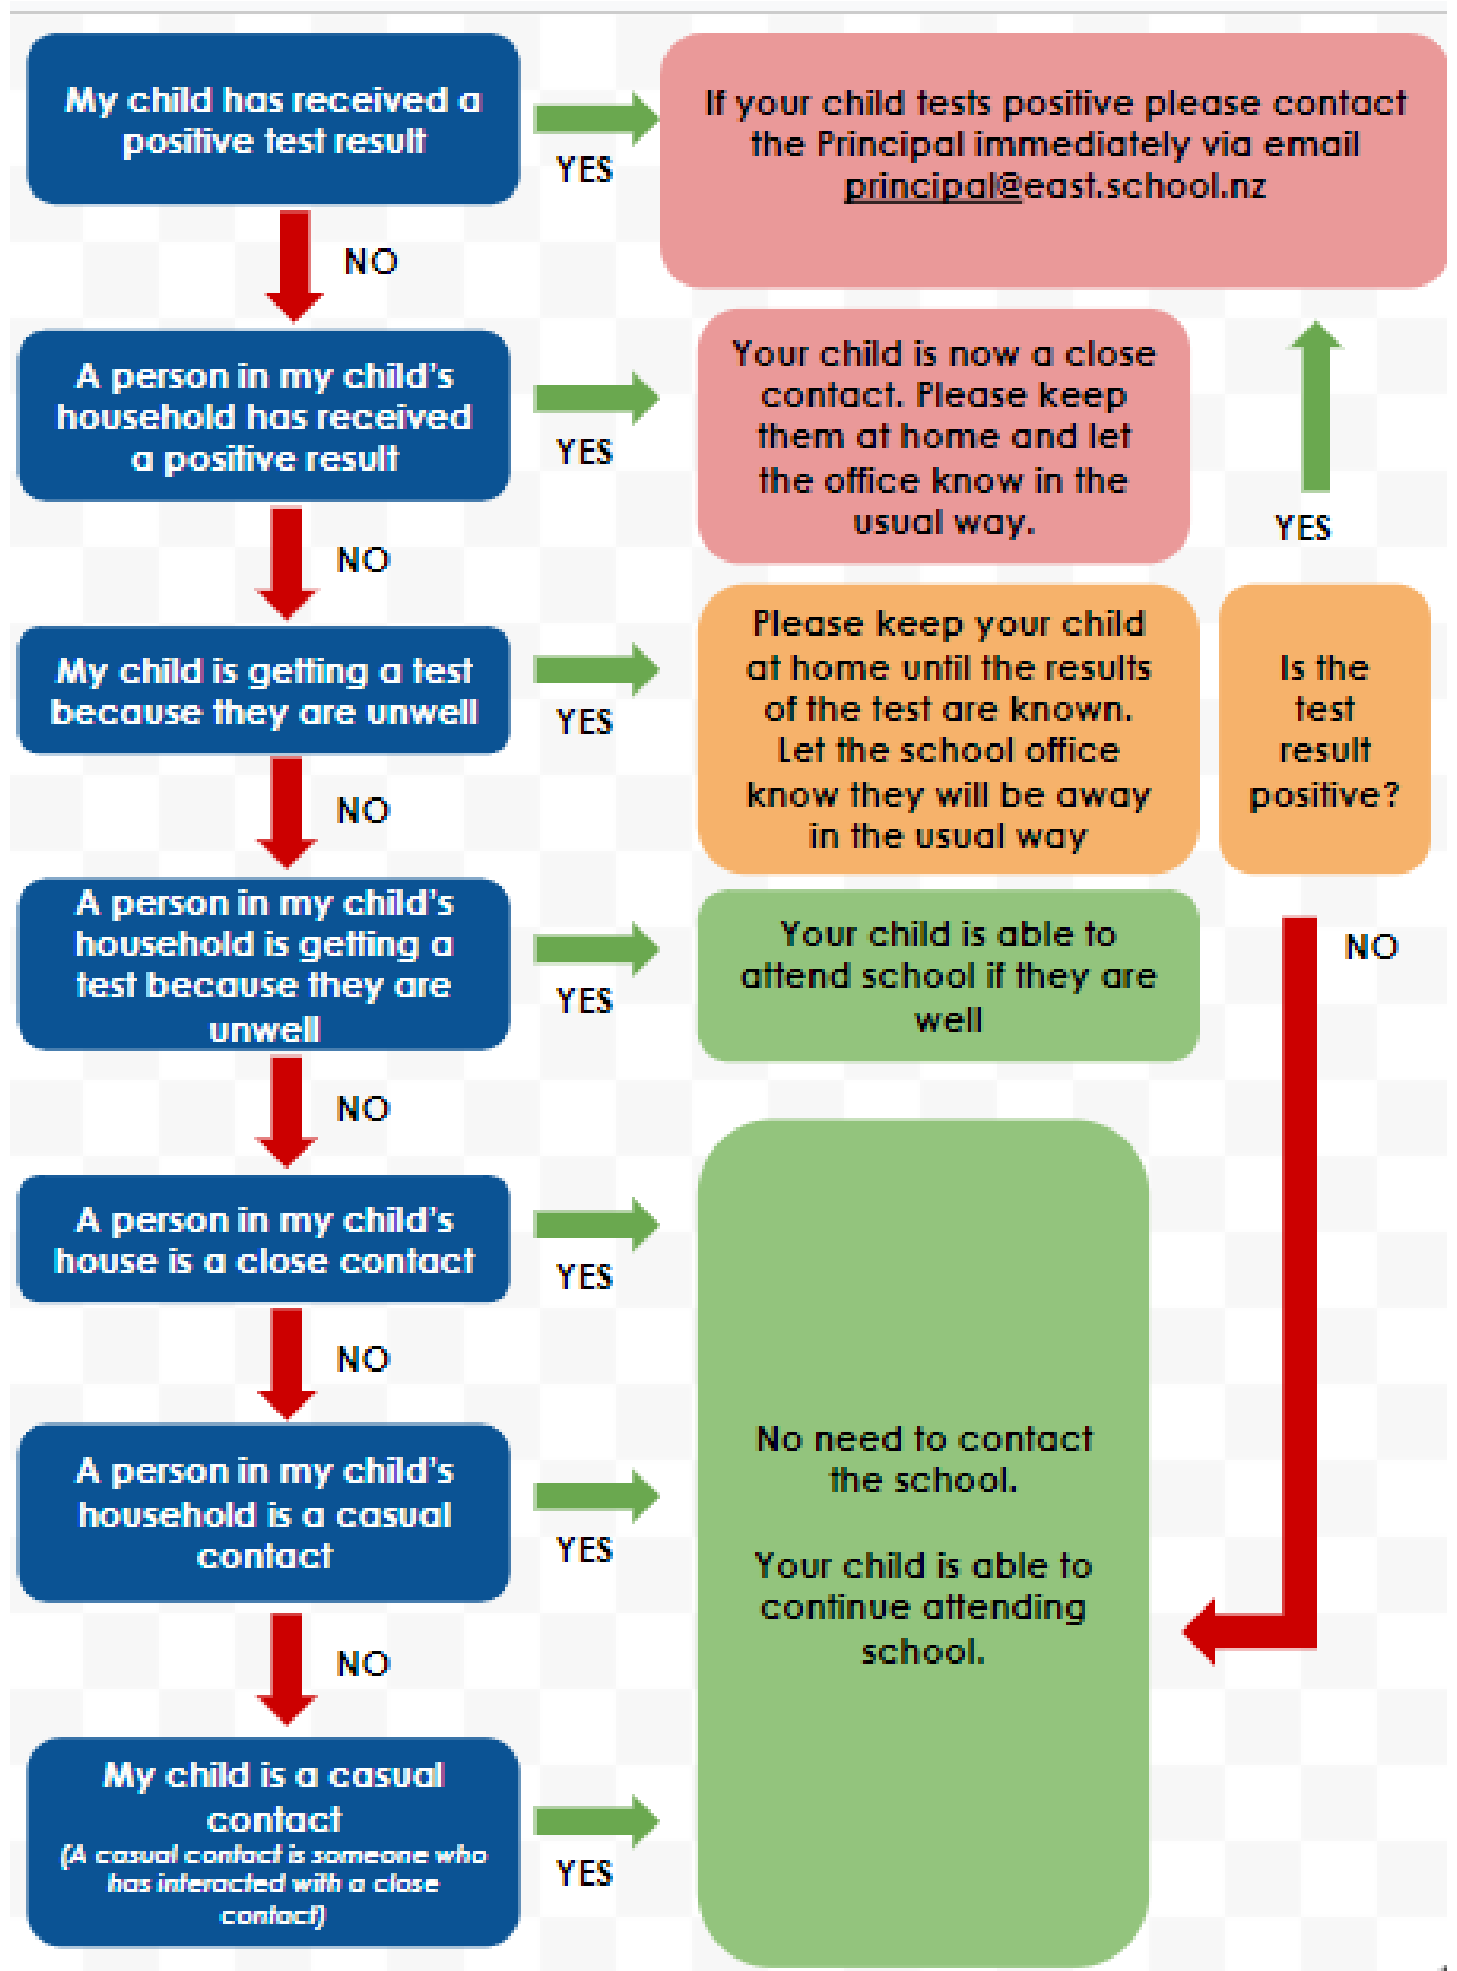 My child has received a
positive test result
YES
If your child tests positive please contact
the Principal immediately via email
principal@east.school.nz
NO
A person in my child's
household has received
a positive result
YES
Your child is now a close
contact. Please keep
them at home and let
the office know in the
usual way.
YES
NO
My child is getting a test
because they are unwell
YES
Please keep your child
at home until the results
of the test are known.
Let the school office
know they will be away
in the usual way
Is the
test
result
positive?
NO
A person in my child's
household is getting a
test because they are
unwell
YES
Your child is able to
attend school if they are
well
NO
NO
A person in my child's
house is a close contact
YES
NO
A person in my child's
household is a casual
contact
YES
No need to contact
the school.
Your child is able to
continue attending
school.
NO
My child is a casual
contact
(A casual contact is someone who
has interacted with a close
contact)
YES